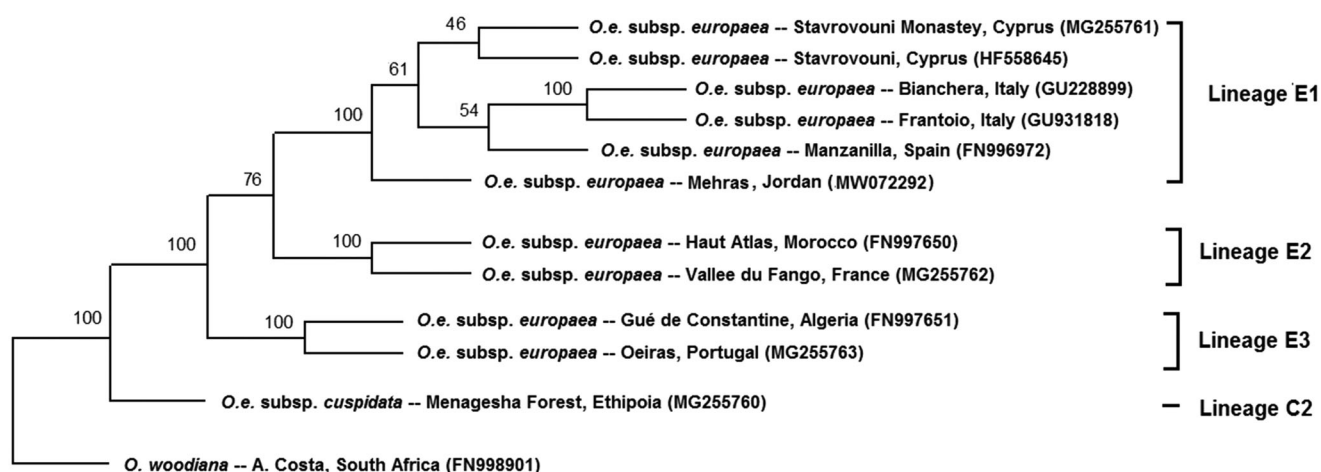 46
O.e. subsp. europaea -- Stavrovouni Monastey, Cyprus (MG255761)
O.e. subsp. europaea -- Stavrovouni, Cyprus (HF558645)
61
100
O.e. subsp. europaea -- Bianchera, Italy (GU228899)
Lineage E1
54
O.e. subsp. europaea -- Frantoio, Italy (GU931818)
100
O.e. subsp. europaea -- Manzanilla, Spain (FN996972)
76
O.e. subsp. europaea -- Mehras, Jordan (MW072292)
100
100
O.e. subsp. europaea -- Haut Atlas, Morocco (FN997650)
Lineage E2
O.e. subsp. europaea -- Vallee du Fango, France (MG255762)
100
100
O.e. subsp. europaea -- Gué de Constantine, Algeria (FN997651)
Lineage E3
O.e. subsp. europaea -- Oeiras, Portugal (MG255763)
O.e. subsp. cuspidata -- Menagesha Forest, Ethipoia (MG255760)
Lineage C2
O. woodiana -- A. Costa, South Africa (FN998901)